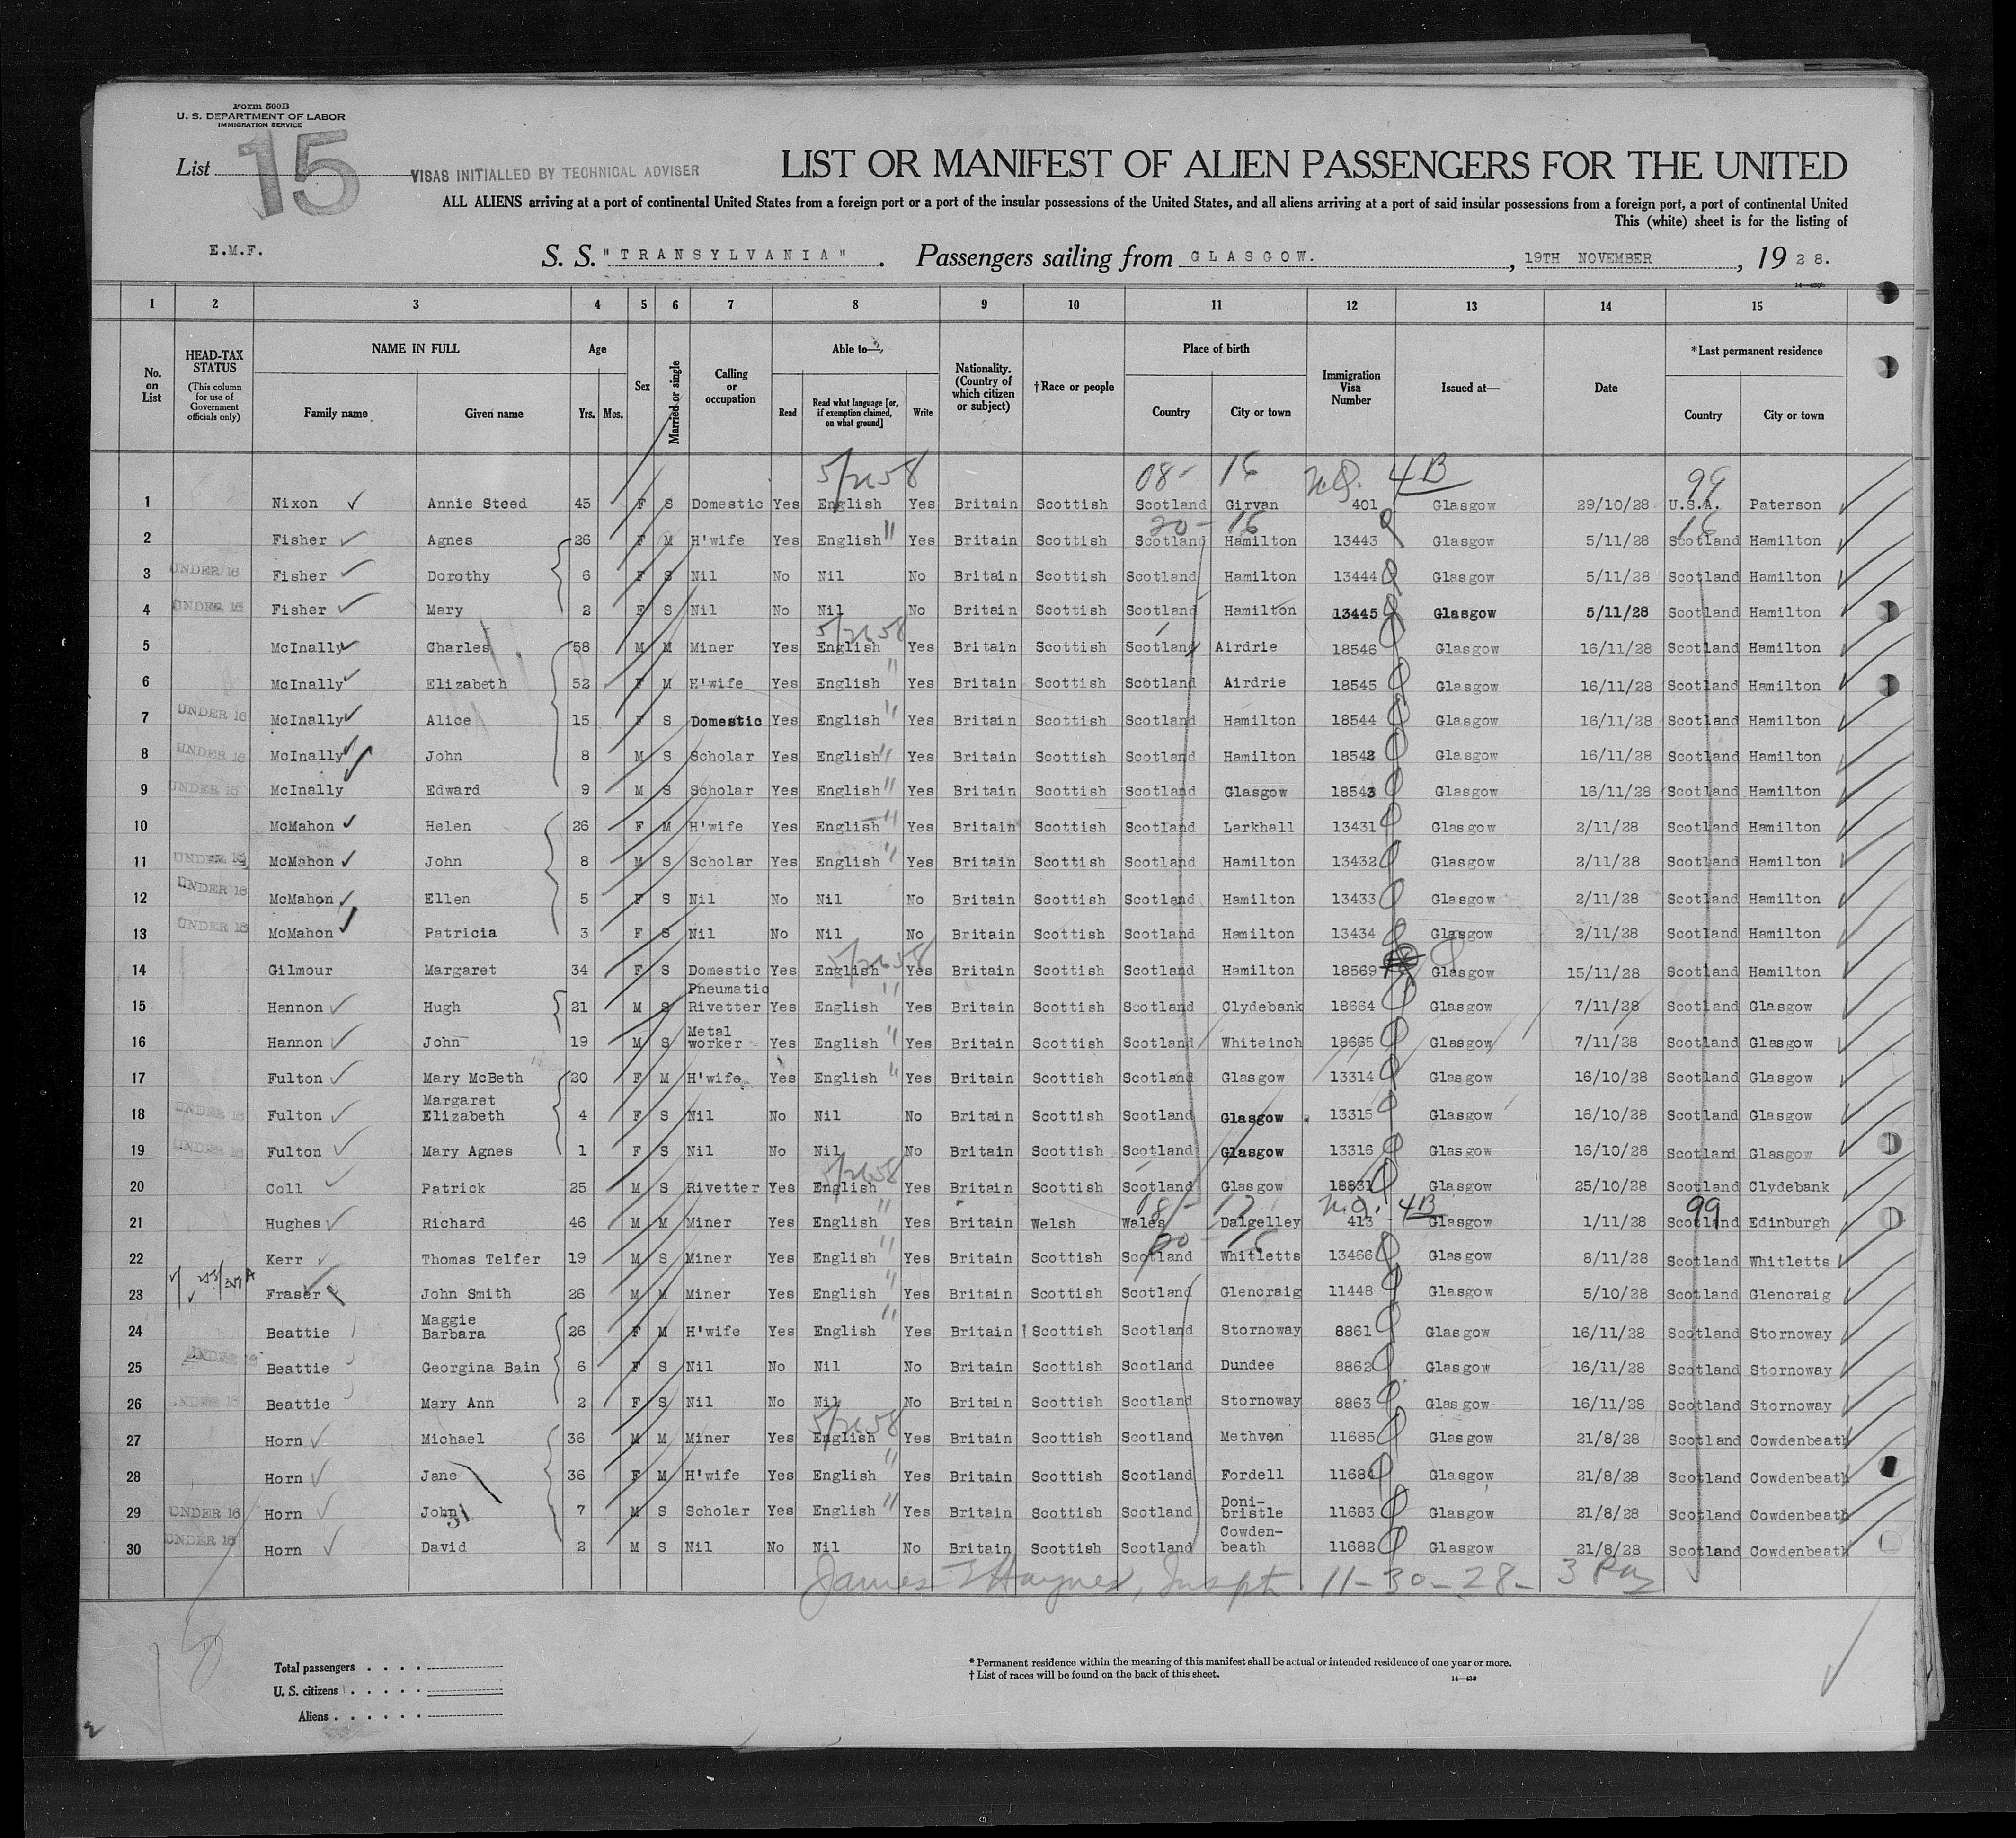 Form 500B
U. S. DEPARTMENT OF LABOR
IMMIGRATION SERVICE
List 15
VISAS INITIALLED BY TECHNICAL ADVISER
LIST OR MANIFEST OF ALIEN PASSENGERS FOR THE UNITED
ALL ALIENS arriving at a port of continental United States from a foreign port or a port of the insular possessions of the United States, and all aliens arriving at a port of said insular possessions from a foreign port, a port of continental United
This (white) sheet is for the listing of
E.M.F.
S. S. "TRANSYLVANIA". Passengers sailing from GLASGOW., 19TH NOVEMBER, 1928.
14—430b
1 2 3 4 5 6 7 8 9 10 11 12 13 14 15
No. on List
HEAD-TAX STATUS (This column for use of Government officials only)
NAME IN FULL Family name Given name
Age Yrs. Mos.
Sex
Married or single
Calling or occupation
Able to— Read Read what language [or, if exemption claimed, on what ground] Write
Nationality. (Country of which citizen or subject)
†Race or people
Place of birth Country City or town
Immigration Visa Number
Issued at—
Date
*Last permanent residence Country City or town
5/2658 08- 16 N.Q. 4B 99
1 Nixon Annie Steed 45 F S Domestic Yes English Yes Britain Scottish Scotland Girvan 401 Glasgow 29/10/28 U.S.A. Paterson
20 - 16 16
2 Fisher Agnes 26 F M H'wife Yes English " Yes Britain Scottish Scotland Hamilton 13443 Glasgow 5/11/28 Scotland Hamilton
3 UNDER 16 Fisher Dorothy 6 F S Nil No Nil No Britain Scottish Scotland Hamilton 13444 Glasgow 5/11/28 Scotland Hamilton
4 UNDER 16 Fisher Mary 2 F S Nil No Nil No Britain Scottish Scotland Hamilton 13445 Glasgow 5/11/28 Scotland Hamilton
5/2658
5 McInally Charles 58 M M Miner Yes English Yes Britain Scottish Scotland Airdrie 18546 Glasgow 16/11/28 Scotland Hamilton
6 McInally Elizabeth 52 F M H'wife Yes English " Yes Britain Scottish Scotland Airdrie 18545 Glasgow 16/11/28 Scotland Hamilton
7 UNDER 16 McInally Alice 15 F S Domestic Yes English " Yes Britain Scottish Scotland Hamilton 18544 Glasgow 16/11/28 Scotland Hamilton
8 UNDER 16 McInally John 8 M S Scholar Yes English " Yes Britain Scottish Scotland Hamilton 18542 Glasgow 16/11/28 Scotland Hamilton
9 UNDER 16 McInally Edward 9 M S Scholar Yes English " Yes Britain Scottish Scotland Glasgow 18543 Glasgow 16/11/28 Scotland Hamilton
10 McMahon Helen 26 F M H'wife Yes English " Yes Britain Scottish Scotland Larkhall 13431 Glasgow 2/11/28 Scotland Hamilton
11 UNDER 16 McMahon John 8 M S Scholar Yes English " Yes Britain Scottish Scotland Hamilton 13432 Glasgow 2/11/28 Scotland Hamilton
12 UNDER 16 McMahon Ellen 5 F S Nil No Nil No Britain Scottish Scotland Hamilton 13433 Glasgow 2/11/28 Scotland Hamilton
13 UNDER 16 McMahon Patricia 3 F S Nil No Nil No Britain Scottish Scotland Hamilton 13434 Glasgow 2/11/28 Scotland Hamilton
5/2658
14 Gilmour Margaret 34 F S Domestic Yes English Yes Britain Scottish Scotland Hamilton 18569 Glasgow 15/11/28 Scotland Hamilton
15 Hannon Hugh 21 M S Pneumatic Rivetter Yes English " Yes Britain Scottish Scotland Clydebank 18664 Glasgow 7/11/28 Scotland Glasgow
16 Hannon John 19 M S Metal worker Yes English " Yes Britain Scottish Scotland Whiteinch 18665 Glasgow 7/11/28 Scotland Glasgow
17 Fulton Mary McBeth 20 F M H'wife Yes English " Yes Britain Scottish Scotland Glasgow 13314 Glasgow 16/10/28 Scotland Glasgow
18 UNDER 16 Fulton Margaret Elizabeth 4 F S Nil No Nil No Britain Scottish Scotland Glasgow 13315 Glasgow 16/10/28 Scotland Glasgow
19 UNDER 16 Fulton Mary Agnes 1 F S Nil No Nil No Britain Scottish Scotland Glasgow 13316 Glasgow 16/10/28 Scotland Glasgow
5/2658
20 Coll Patrick 25 M S Rivetter Yes English Yes Britain Scottish Scotland Glasgow 18831 Glasgow 25/10/28 Scotland Clydebank
08/- 17 N.Q. 4B 99
21 Hughes Richard 46 M M Miner Yes English " Yes Britain Welsh Wales Dalgelley 413 Glasgow 1/11/28 Scotland Edinburgh
20 - 16
22 Kerr Thomas Telfer 19 M S Miner Yes English " Yes Britain Scottish Scotland Whitletts 13466 Glasgow 8/11/28 Scotland Whitletts
23 Fraser John Smith 26 M M Miner Yes English " Yes Britain Scottish Scotland Glencraig 11448 Glasgow 5/10/28 Scotland Glencraig
24 Beattie Maggie Barbara 26 F M H'wife Yes English " Yes Britain Scottish Scotland Stornoway 8861 Glasgow 16/11/28 Scotland Stornoway
25 UNDER 16 Beattie Georgina Bain 6 F S Nil No Nil No Britain Scottish Scotland Dundee 8862 Glasgow 16/11/28 Scotland Stornoway
26 UNDER 16 Beattie Mary Ann 2 F S Nil No Nil No Britain Scottish Scotland Stornoway 8863 Glasgow 16/11/28 Scotland Stornoway
5/2658
27 Horn Michael 36 M M Miner Yes English Yes Britain Scottish Scotland Methven 11685 Glasgow 21/8/28 Scotland Cowdenbeath
28 Horn Jane 36 F M H'wife Yes English " Yes Britain Scottish Scotland Fordell 11684 Glasgow 21/8/28 Scotland Cowdenbeath
29 UNDER 16 Horn John 7 M S Scholar Yes English " Yes Britain Scottish Scotland Doni-bristle 11683 Glasgow 21/8/28 Scotland Cowdenbeath
30 UNDER 16 Horn David 2 M S Nil No Nil No Britain Scottish Scotland Cowden-beath 11682 Glasgow 21/8/28 Scotland Cowdenbeath
James Haynes, Inspt. 11-30-28-
Total passengers
U. S. citizens
Aliens
*Permanent residence within the meaning of this manifest shall be actual or intended residence of one year or more.
†List of races will be found on the back of this sheet.
14—430